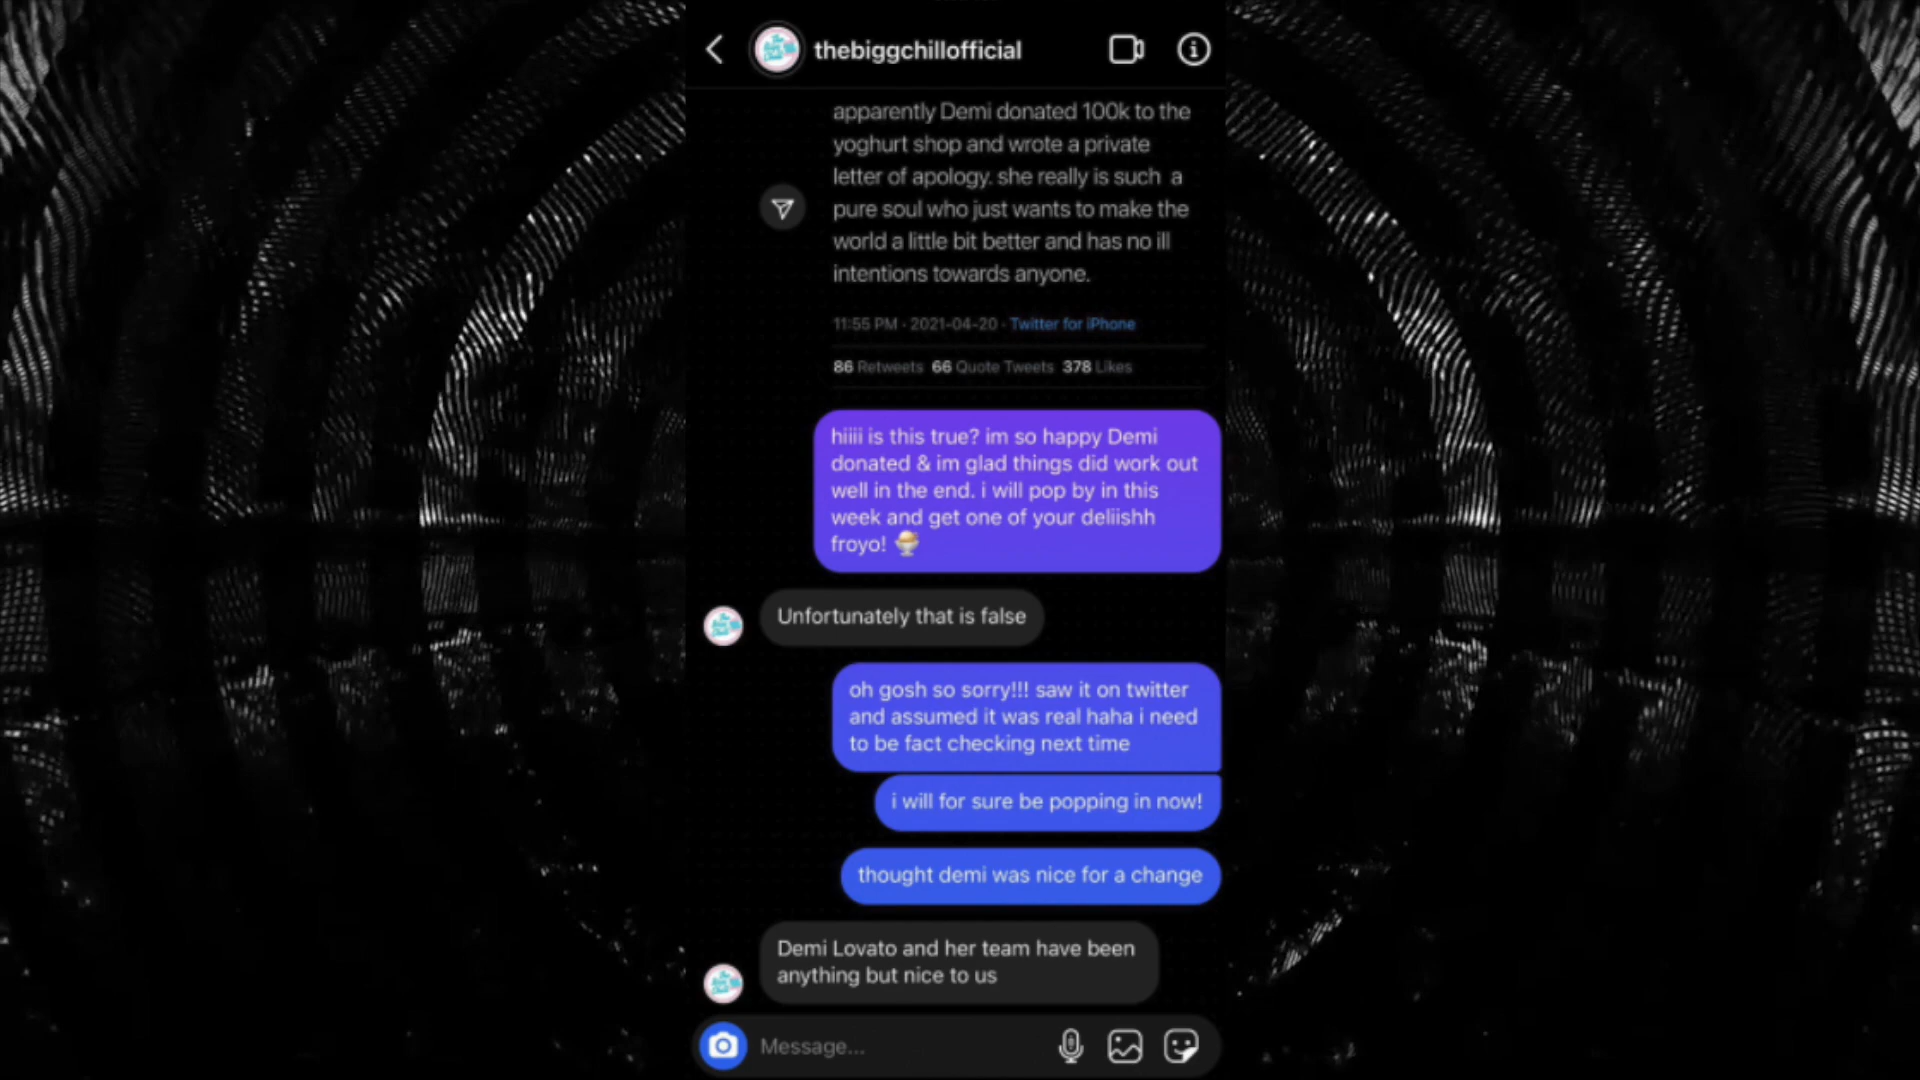 thebiggchillofficial
apparently Demi donated 100k to the
yoghurt shop and wrote a private
letter of apology. she really is such a
pure soul who just wants to make the
world a little bit better and has no ill
intentions towards anyone.
11:55 PM · 2021-04-20 · Twitter for iPhone
86 Retweets 66 Quote Tweets 378 Likes
hiiii is this true? im so happy Demi
donated & im glad things did work out
well in the end. i will pop by in this
week and get one of your deliishh
froyo! 🍨
Unfortunately that is false
oh gosh so sorry!!! saw it on twitter
and assumed it was real haha i need
to be fact checking next time
i will for sure be popping in now!
thought demi was nice for a change
Demi Lovato and her team have been
anything but nice to us
Message...